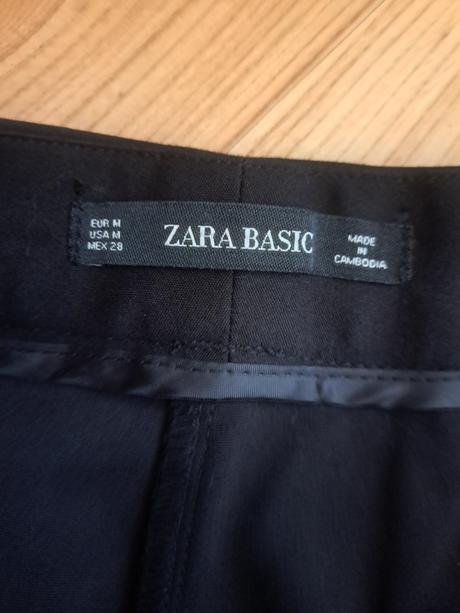 EUR M
USA M
MEX 28
ZARA BASIC
MADE
IN
CAMBODIA